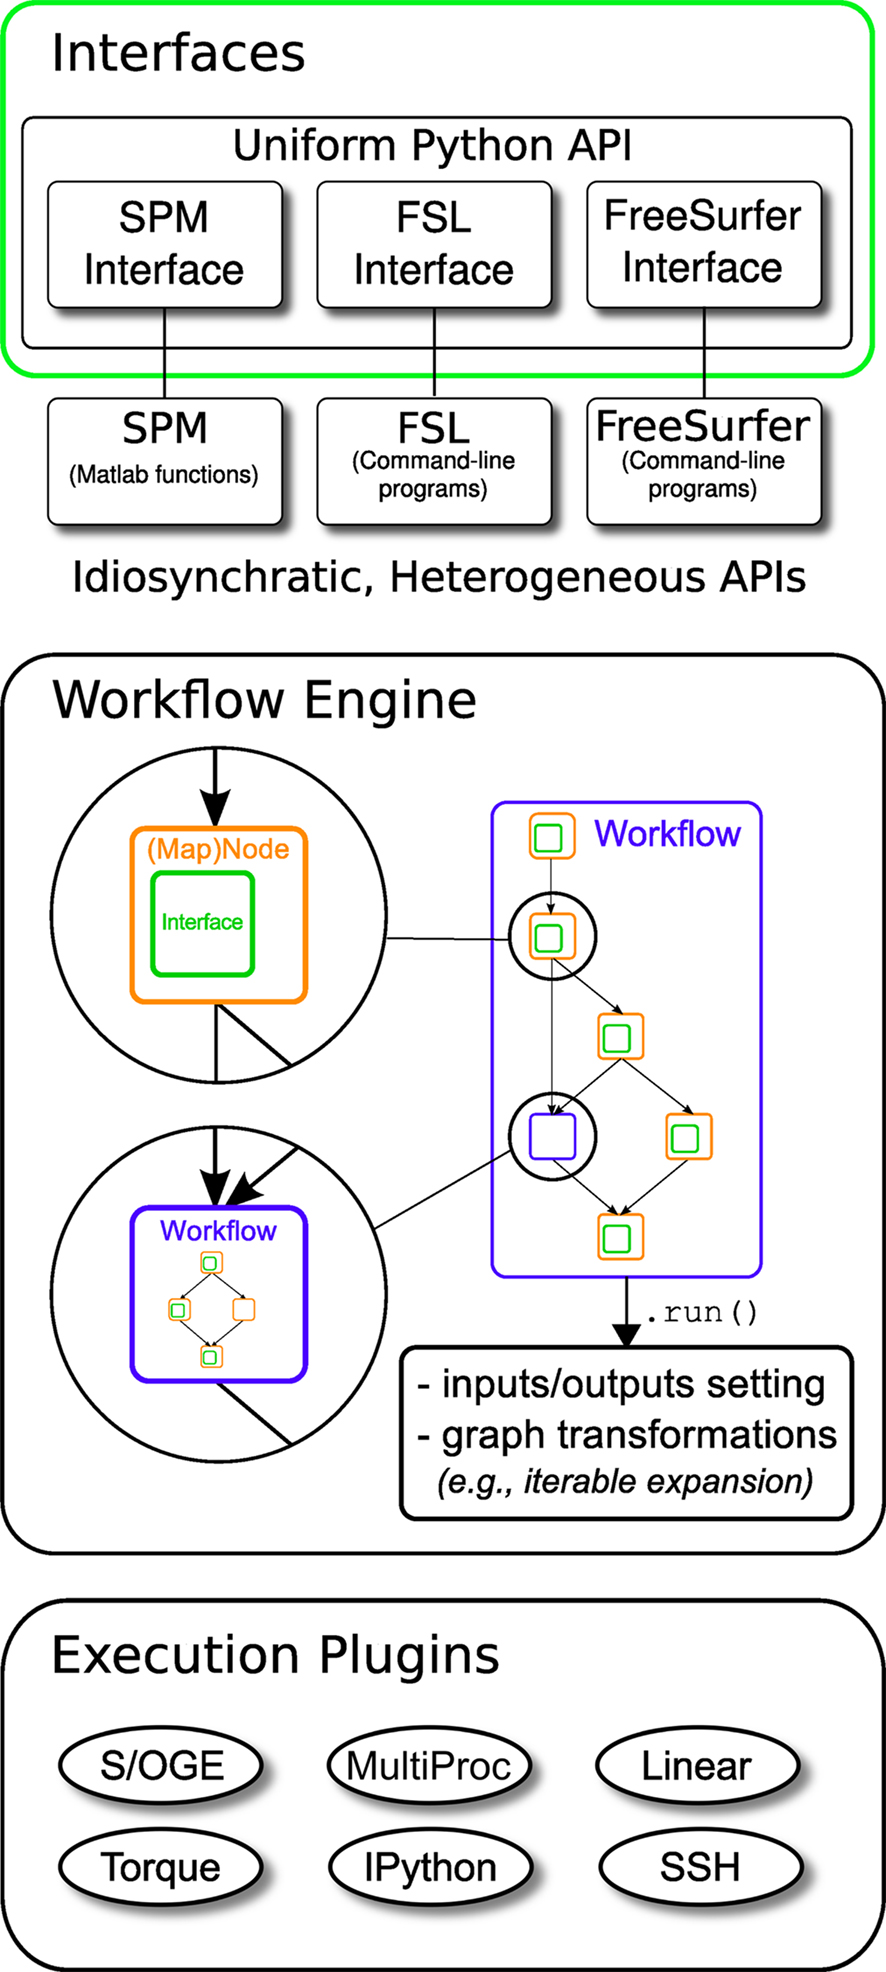 Interfaces
Uniform Python API
SPM
Interface
FSL
Interface
FreeSurfer
Interface
SPM
(Matlab functions)
FSL
(Command-line
programs)
FreeSurfer
(Command-line
programs)
Idiosynchratic, Heterogeneous APIs
Workflow Engine
(Map)Node
Interface
Workflow
Workflow
.run()
- inputs/outputs setting
- graph transformations
(e.g., iterable expansion)
Execution Plugins
S/OGE
MultiProc
Linear
Torque
IPython
SSH